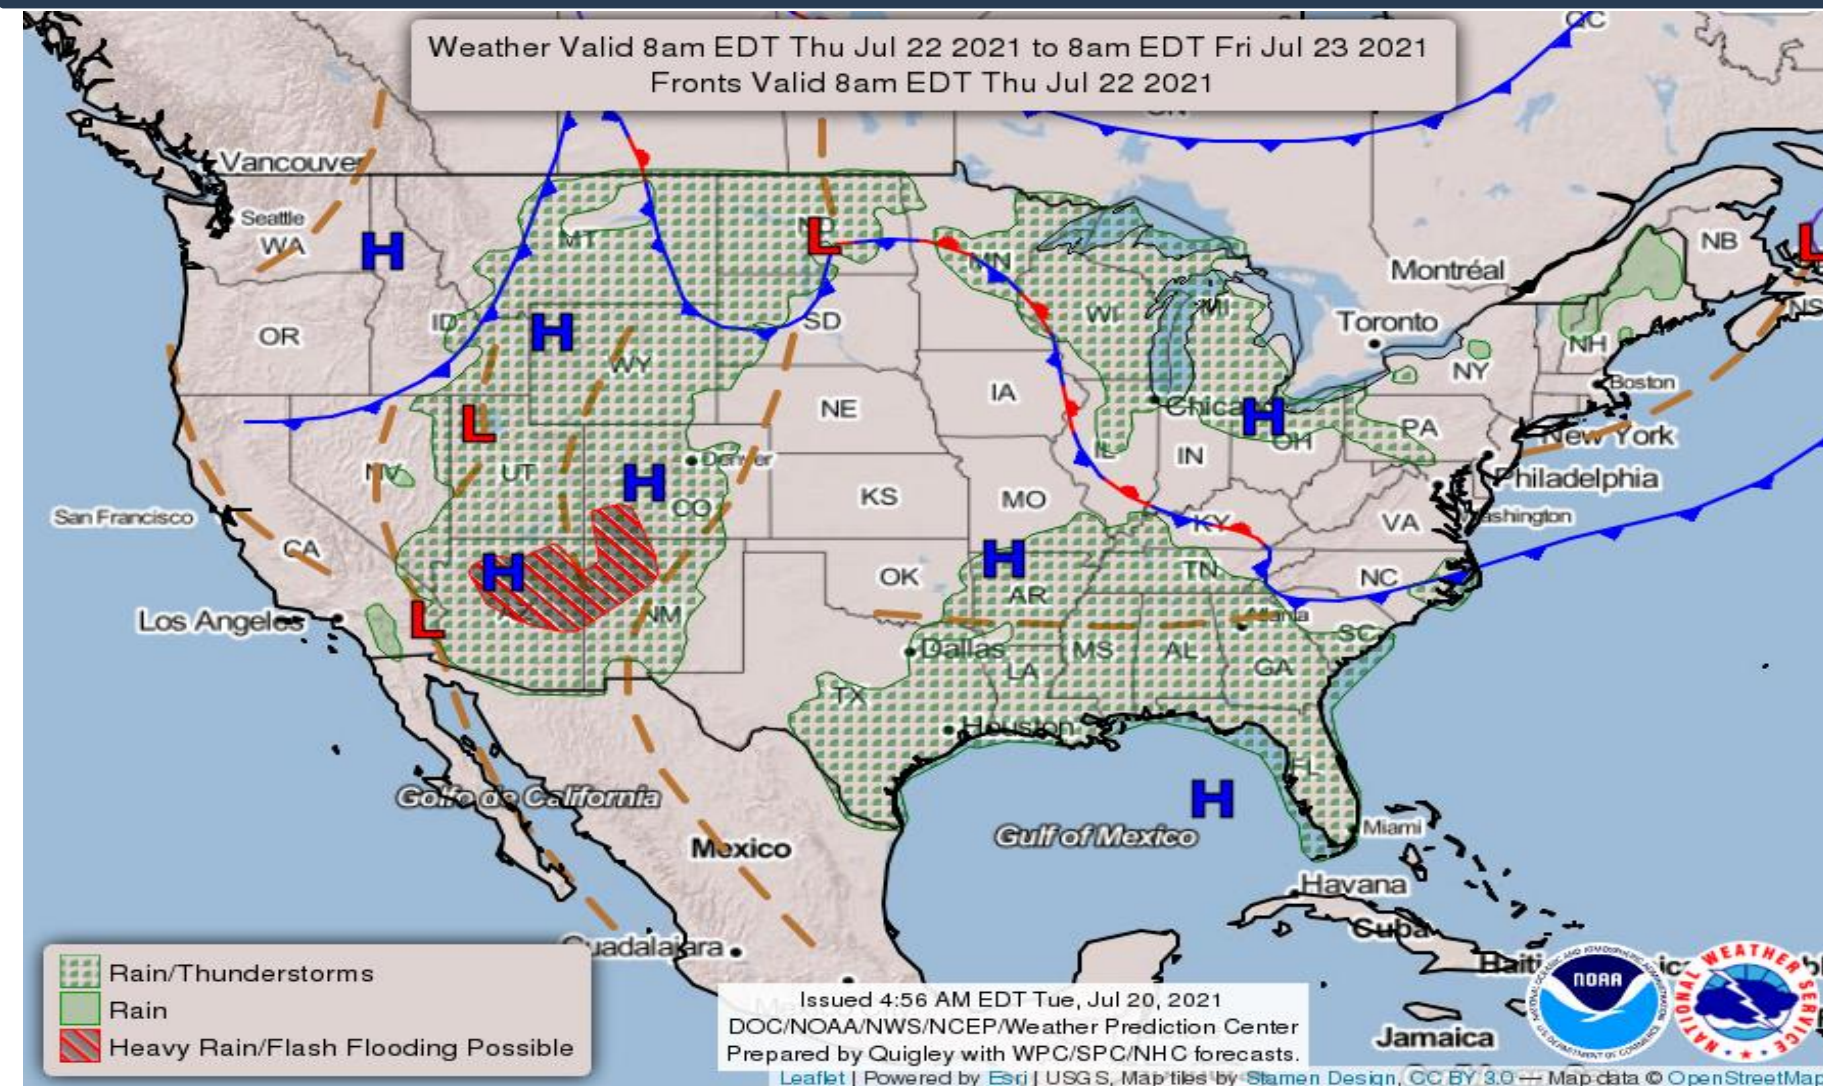 Weather Valid 8am EDT Thu Jul 22 2021 to 8am EDT Fri Jul 23 2021
Fronts Valid 8am EDT Thu Jul 22 2021
QC
Vancouver
Seattle
WA
H
MT
L
MN
NB
L
Montréal
NS
OR
ID
H
WY
SD
WI
MI
Toronto
NH
NY
Boston
IA
NE
L
H
OH
PA
New York
NV
UT
Denver
H
CO
KS
MO
IL
IN
Philadelphia
San Francisco
CA
KY
VA
Washington
H
OK
H
AR
TN
NC
Los Angeles
L
NM
Dallas
LA
MS
AL
GA
SC
TX
Houston
FL
H
Golfo de California
Gulf of Mexico
Miami
Mexico
Havana
Cuba
Guadalajara
Haiti
Jamaica
Rain/Thunderstorms
Rain
Heavy Rain/Flash Flooding Possible
Issued 4:56 AM EDT Tue, Jul 20, 2021
DOC/NOAA/NWS/NCEP/Weather Prediction Center
Prepared by Quigley with WPC/SPC/NHC forecasts.
NOAA
NATIONAL WEATHER SERVICE
Leaflet | Powered by Esri | USGS, Map tiles by Stamen Design, CC BY 3.0 — Map data © OpenStreetMap